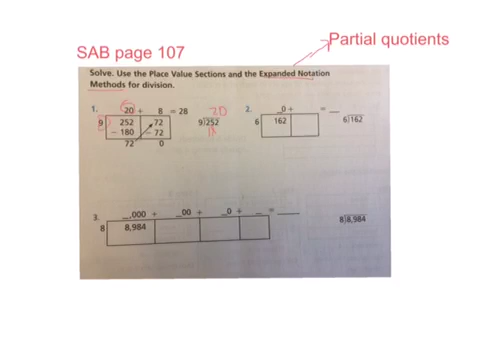 Partial quotients
SAB page 107
Solve. Use the Place Value Sections and the Expanded Notation
Methods for division.
1. 20 + 8 = 28
9 252 72
- 180 - 72
72 0
20
9)252
18
2. _0 + = __
6 162
6)162
3. _,000 + _00 + _0 + _ = ____
8 8,984
8)8,984